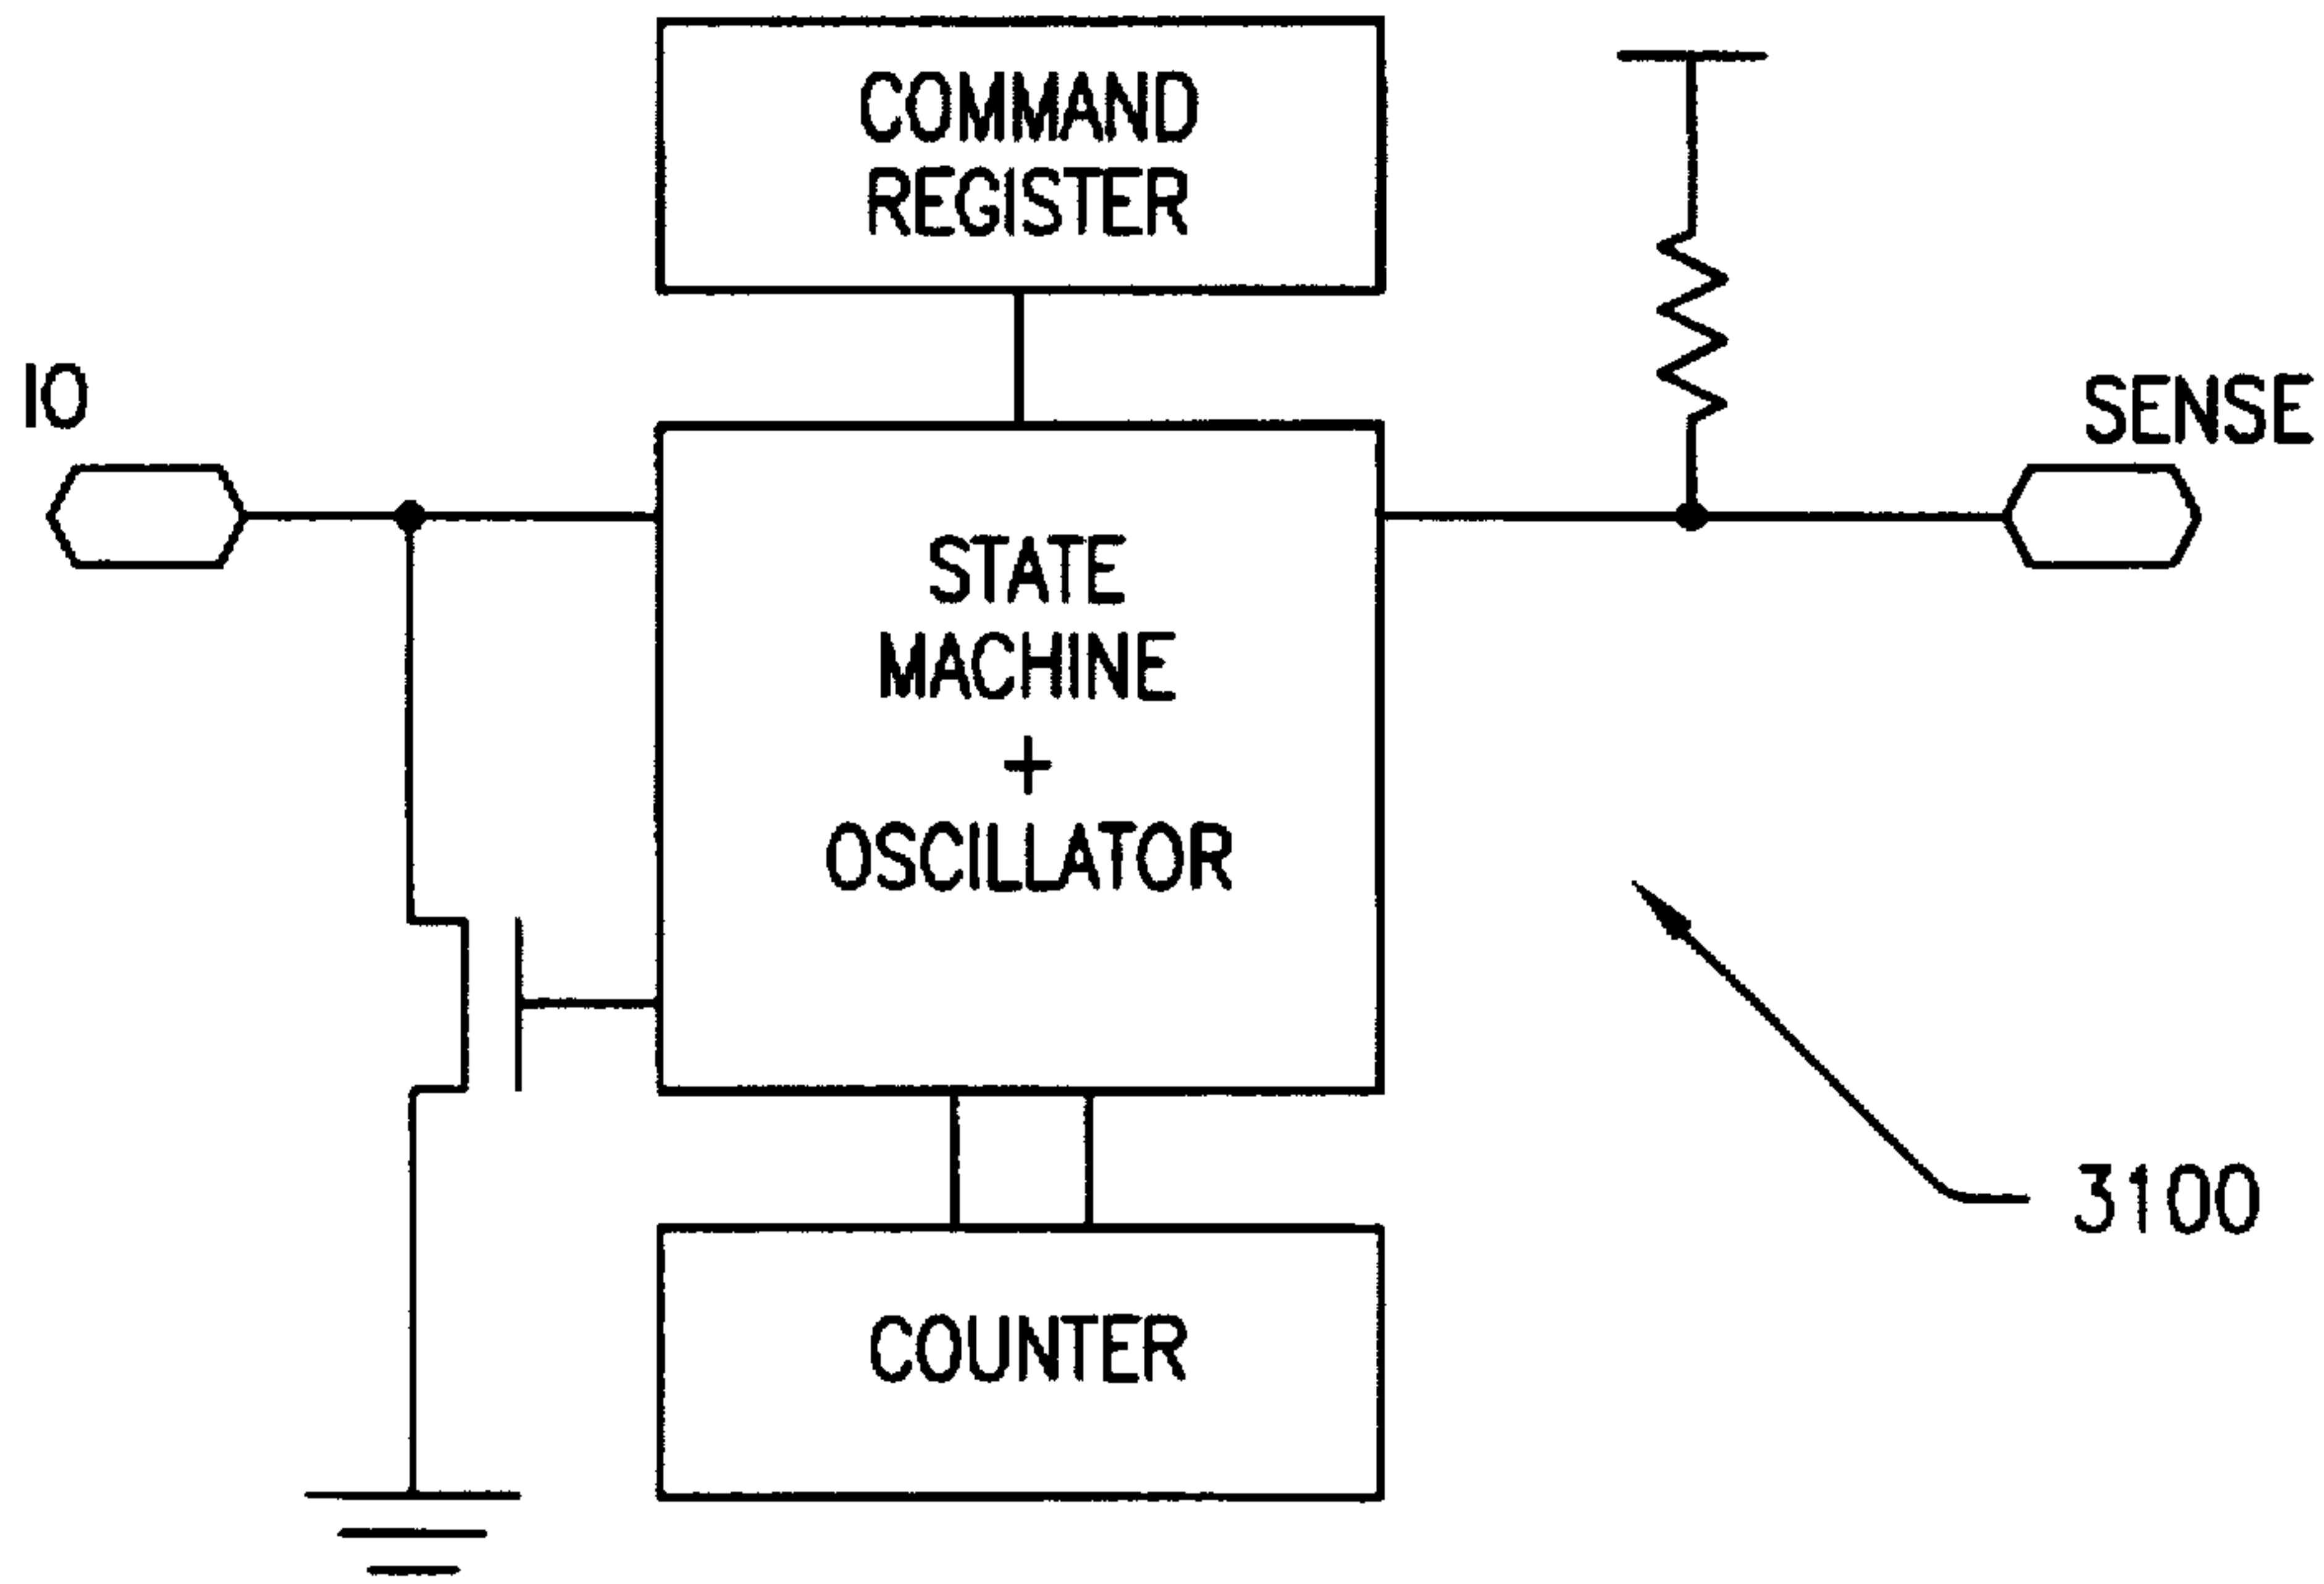 COMMAND
REGISTER
IO
SENSE
STATE
MACHINE
+
OSCILLATOR
3100
COUNTER